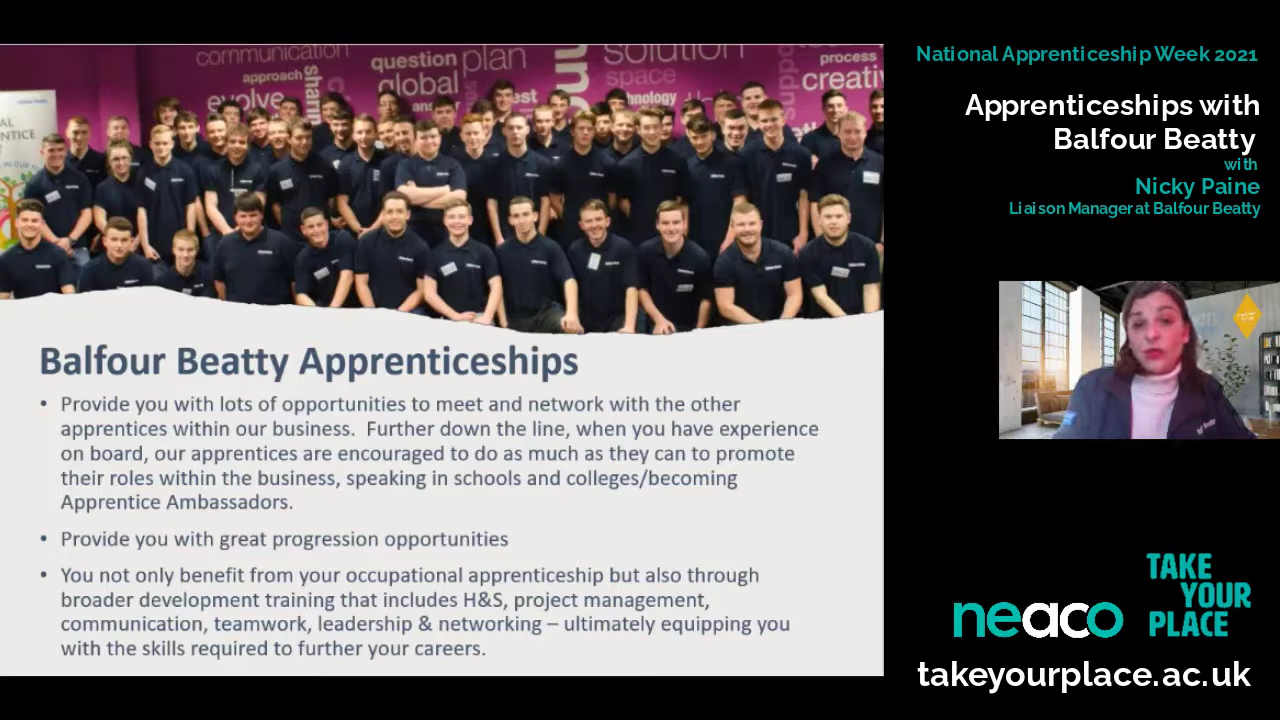 communication
question
plan
solution
process
approach
global
space
creati
evolve
technology
National Apprenticeship Week 2021
Apprenticeships with
Balfour Beatty
with
Nicky Paine
Liaison Manager at Balfour Beatty
Balfour Beatty Apprenticeships
• Provide you with lots of opportunities to meet and network with the other
apprentices within our business. Further down the line, when you have experience
on board, our apprentices are encouraged to do as much as they can to promote
their roles within the business, speaking in schools and colleges/becoming
Apprentice Ambassadors.
• Provide you with great progression opportunities
• You not only benefit from your occupational apprenticeship but also through
broader development training that includes H&S, project management,
communication, teamwork, leadership & networking – ultimately equipping you
with the skills required to further your careers.
neaco
TAKE
YOUR
PLACE
takeyourplace.ac.uk